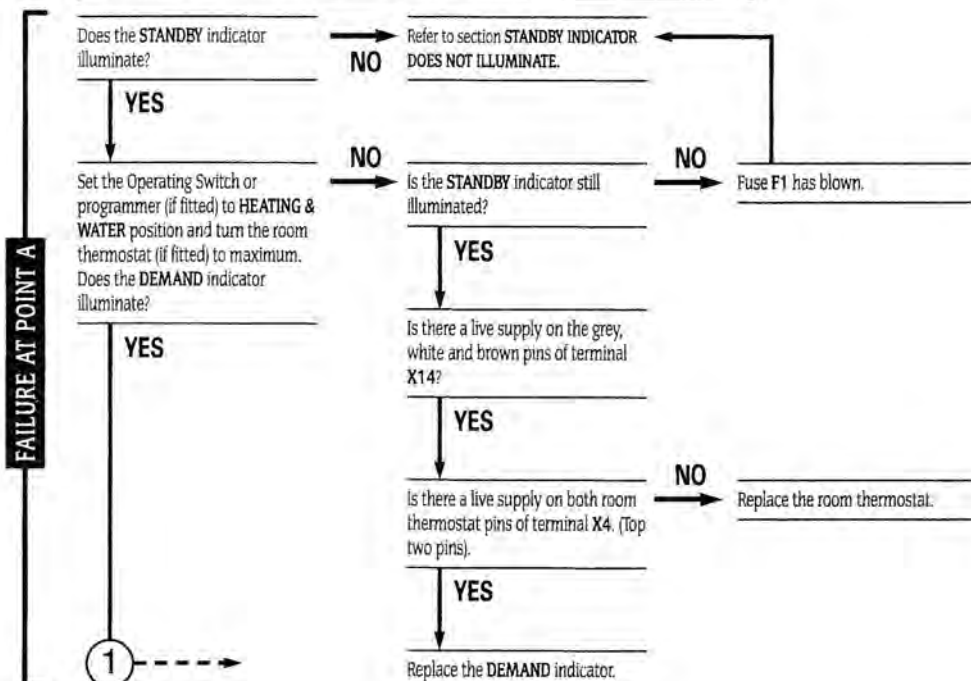 Does the STANDBY indicator
illuminate?
NO
Refer to section STANDBY INDICATOR
DOES NOT ILLUMINATE.
YES
Set the Operating Switch or
programmer (if fitted) to HEATING &
WATER position and turn the room
thermostat (if fitted) to maximum.
Does the DEMAND indicator
illuminate?
NO
Is the STANDBY indicator still
illuminated?
NO
Fuse F1 has blown.
YES
YES
Is there a live supply on the grey,
white and brown pins of terminal
X14?
YES
Is there a live supply on both room
thermostat pins of terminal X4. (Top
two pins).
NO
Replace the room thermostat.
YES
Replace the DEMAND indicator.
1
FAILURE AT POINT A